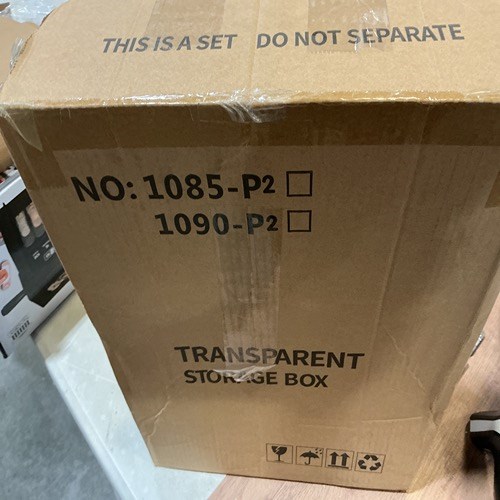 THIS IS A SET DO NOT SEPARATE
NO: 1085-P2
1090-P2
TRANSPARENT
STORAGE BOX